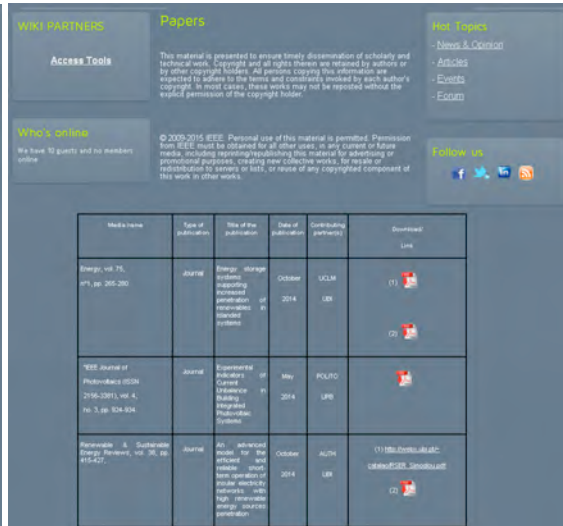 WIKI PARTNERS
Access Tools
Who's online
We have 10 guests and no members
online
Papers
This material is presented to ensure timely dissemination of scholarly and
technical work. Copyright and all rights therein are retained by authors or
by other copyright holders. All persons copying this information are
expected to adhere to the terms and constraints invoked by each author's
copyright. In most cases, these works may not be reposted without the
explicit permission of the copyright holder.
© 2009-2015 IEEE. Personal use of this material is permitted. Permission
from IEEE must be obtained for all other uses, in any current or future
media, including reprinting/republishing this material for advertising or
promotional purposes, creating new collective works, for resale or
redistribution to servers or lists, or reuse of any copyrighted component of
this work in other works.
Hot Topics
- News & Opinion
- Articles
- Events
- Forum
Follow us
Media name
Type of
publication
Title of the
publication
Date of
publication
Contributing
partner(s)
Download/
Link
Energy, vol. 75,
nº1, pp. 265-280.
Journal
Energy storage
systems
supporting
increased
penetration of
renewables in
islanded
systems
October
2014
UCLM
UBI
(1)
(2)
"IEEE Journal of
Photovoltaics (ISSN
2156-3381), vol. 4,
no. 3, pp. 924-934.
Journal
Experimental
Indicators of
Current
Unbalance in
Building
Integrated
Photovoltaic
Systems
May
2014
POLITO
UPB
Renewable & Sustainable
Energy Reviews, vol. 38, pp.
415-427,
Journal
An advanced
model for the
efficient and
reliable short-
term operation of
insular electricity
networks with
high renewable
energy sources
penetration
October
2014
AUTH
UBI
(1)
(2)